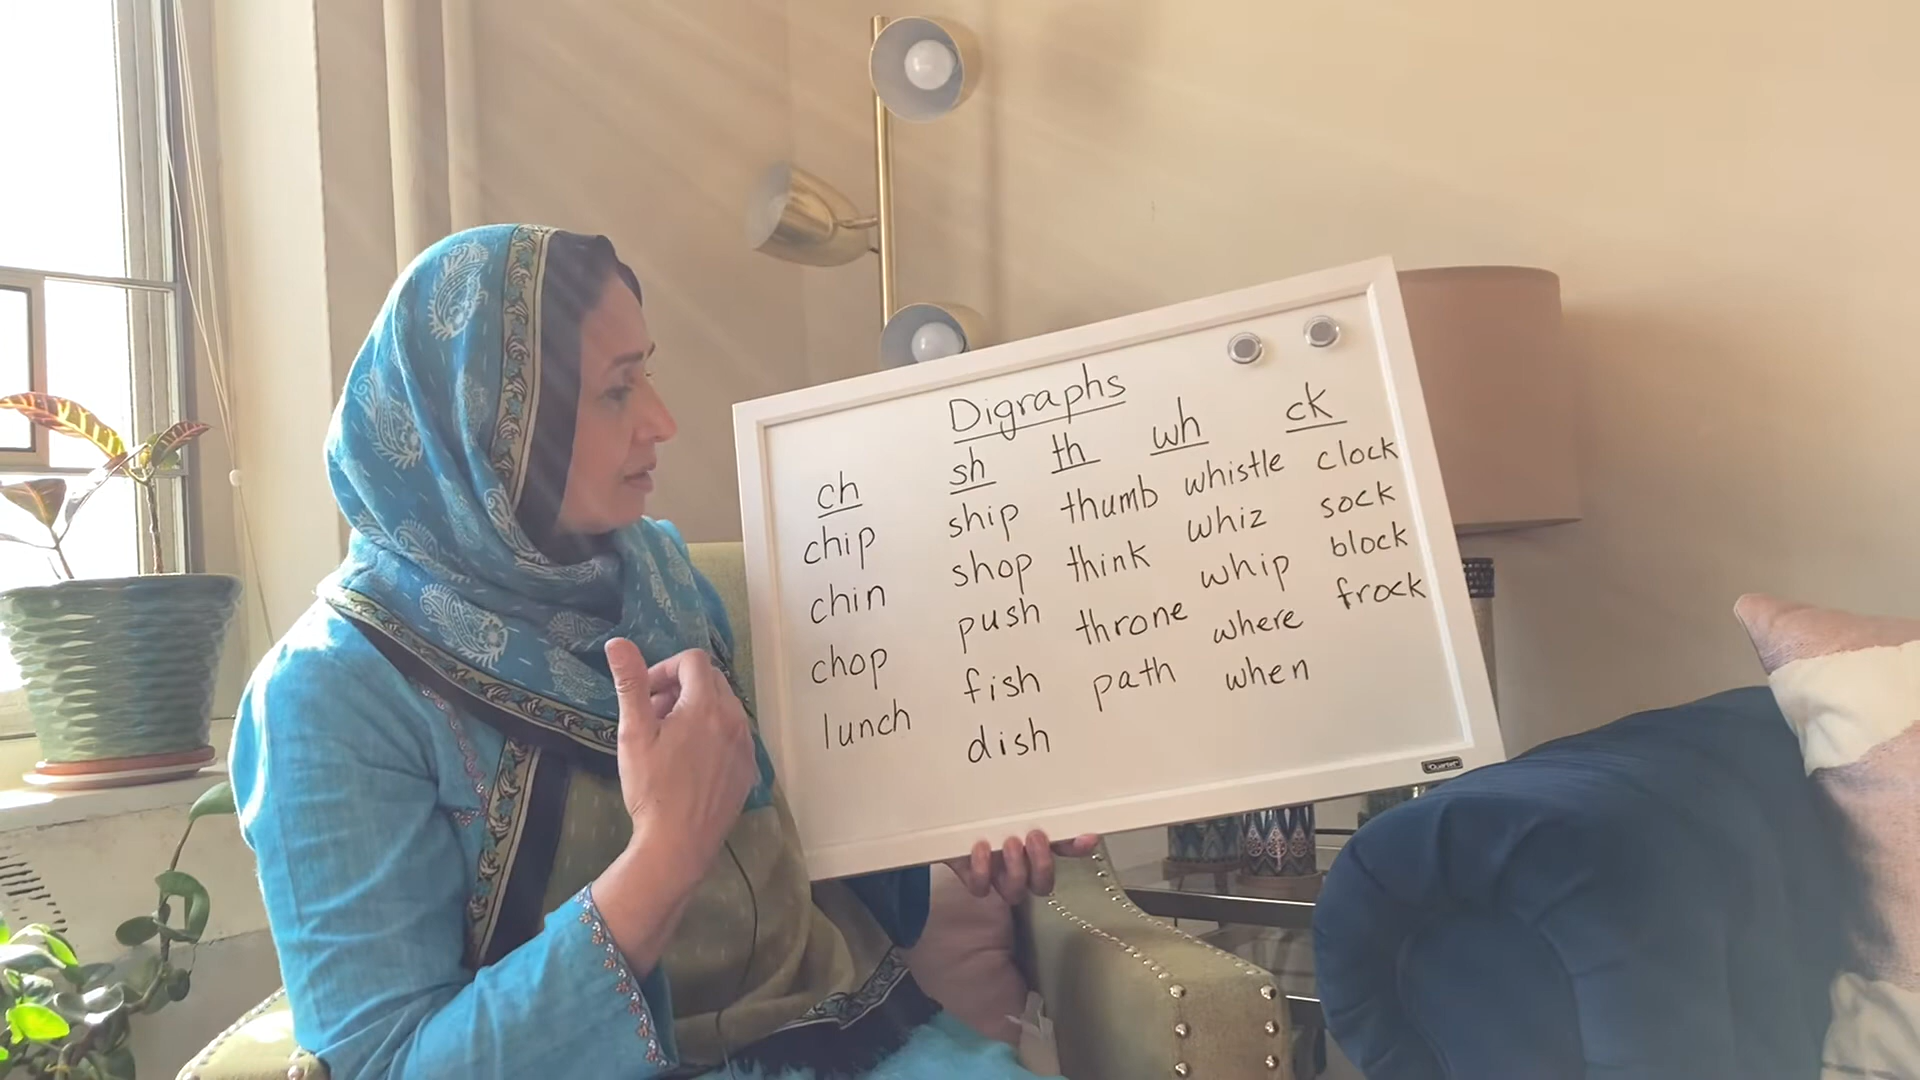 Digraphs
ch sh th wh ck
chip ship thumb whistle clock
chin shop think whiz sock
chop push throne whip block
lunch fish path where frock
dish when
Quartet